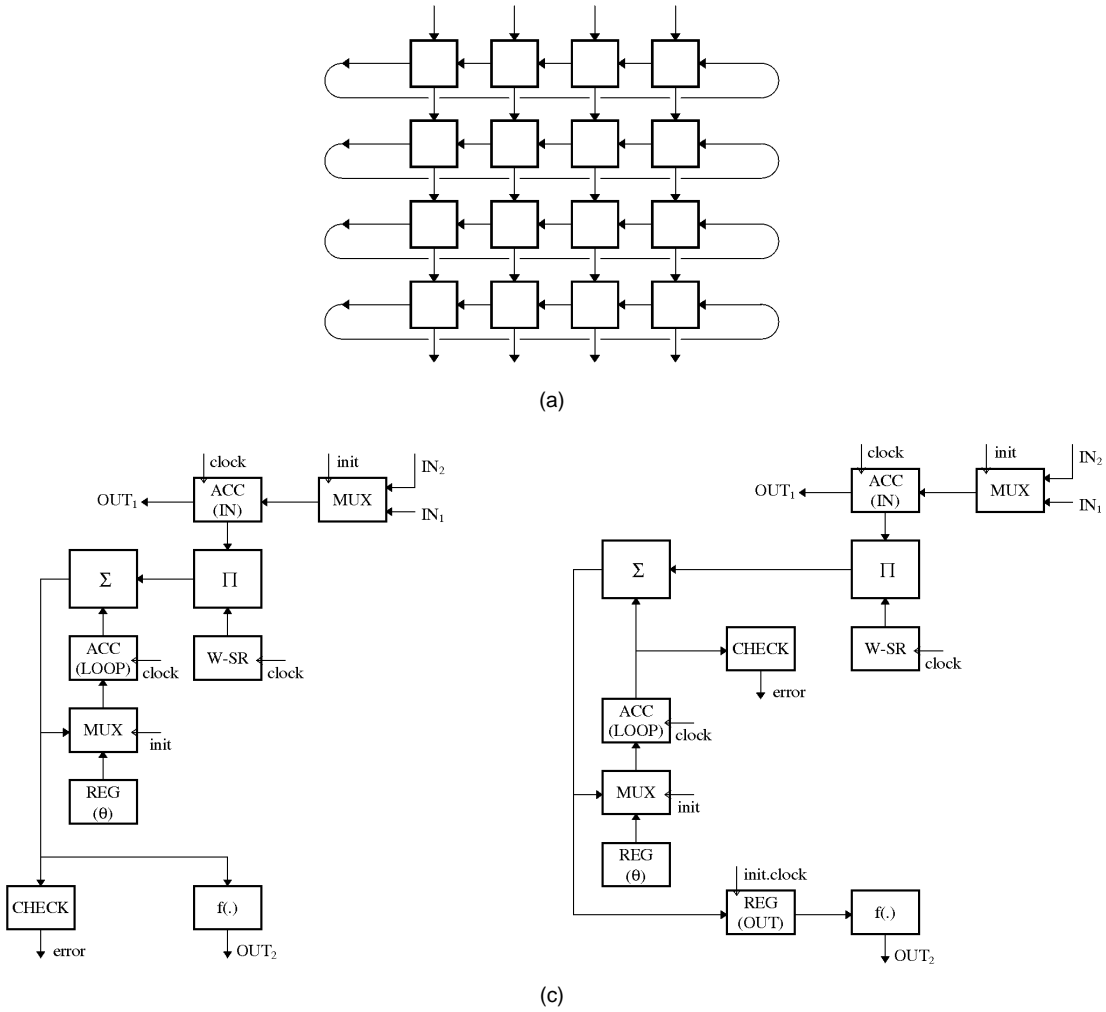 (a)
clock
init
IN2
OUT1
ACC
(IN)
MUX
IN1
Σ
Π
ACC
(LOOP)
clock
W-SR
clock
MUX
init
REG
(θ)
CHECK
f(.)
error
OUT2
clock
init
IN2
OUT1
ACC
(IN)
MUX
IN1
Σ
Π
CHECK
W-SR
clock
error
ACC
(LOOP)
clock
MUX
init
REG
(θ)
init.clock
REG
(OUT)
f(.)
OUT2
(c)